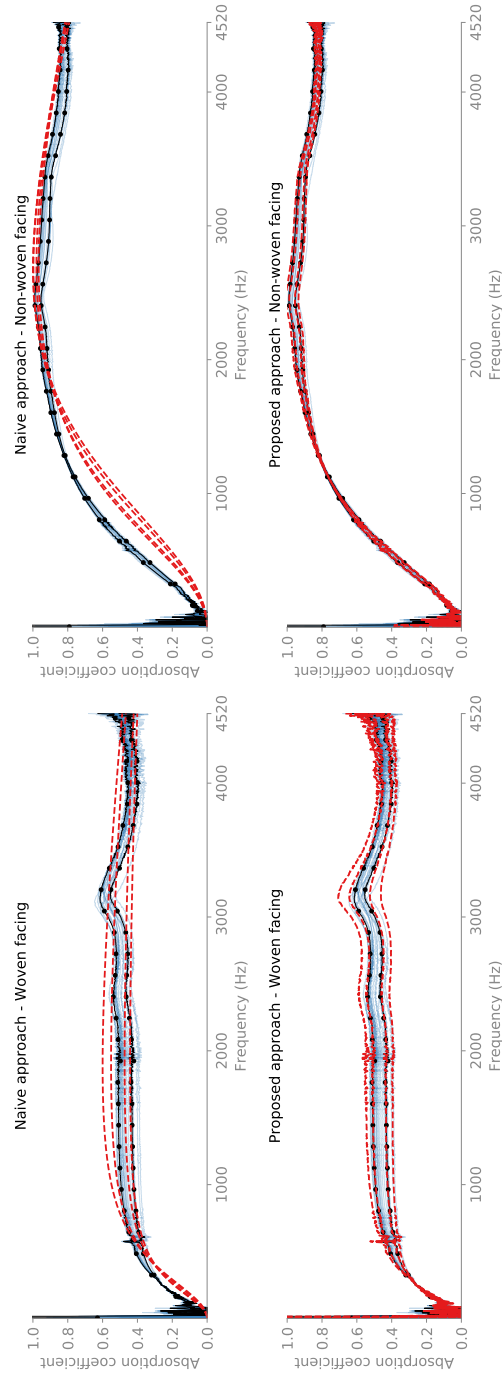 Naive approach - Woven facing
Absorption coefficient
1.0
0.8
0.6
0.4
0.2
0.0
1000 2000 3000 4000 4520
Frequency (Hz)
Naive approach - Non-woven facing
Absorption coefficient
1.0
0.8
0.6
0.4
0.2
0.0
1000 2000 3000 4000 4520
Frequency (Hz)
Proposed approach - Woven facing
Absorption coefficient
1.0
0.8
0.6
0.4
0.2
0.0
1000 2000 3000 4000 4520
Frequency (Hz)
Proposed approach - Non-woven facing
Absorption coefficient
1.0
0.8
0.6
0.4
0.2
0.0
1000 2000 3000 4000 4520
Frequency (Hz)